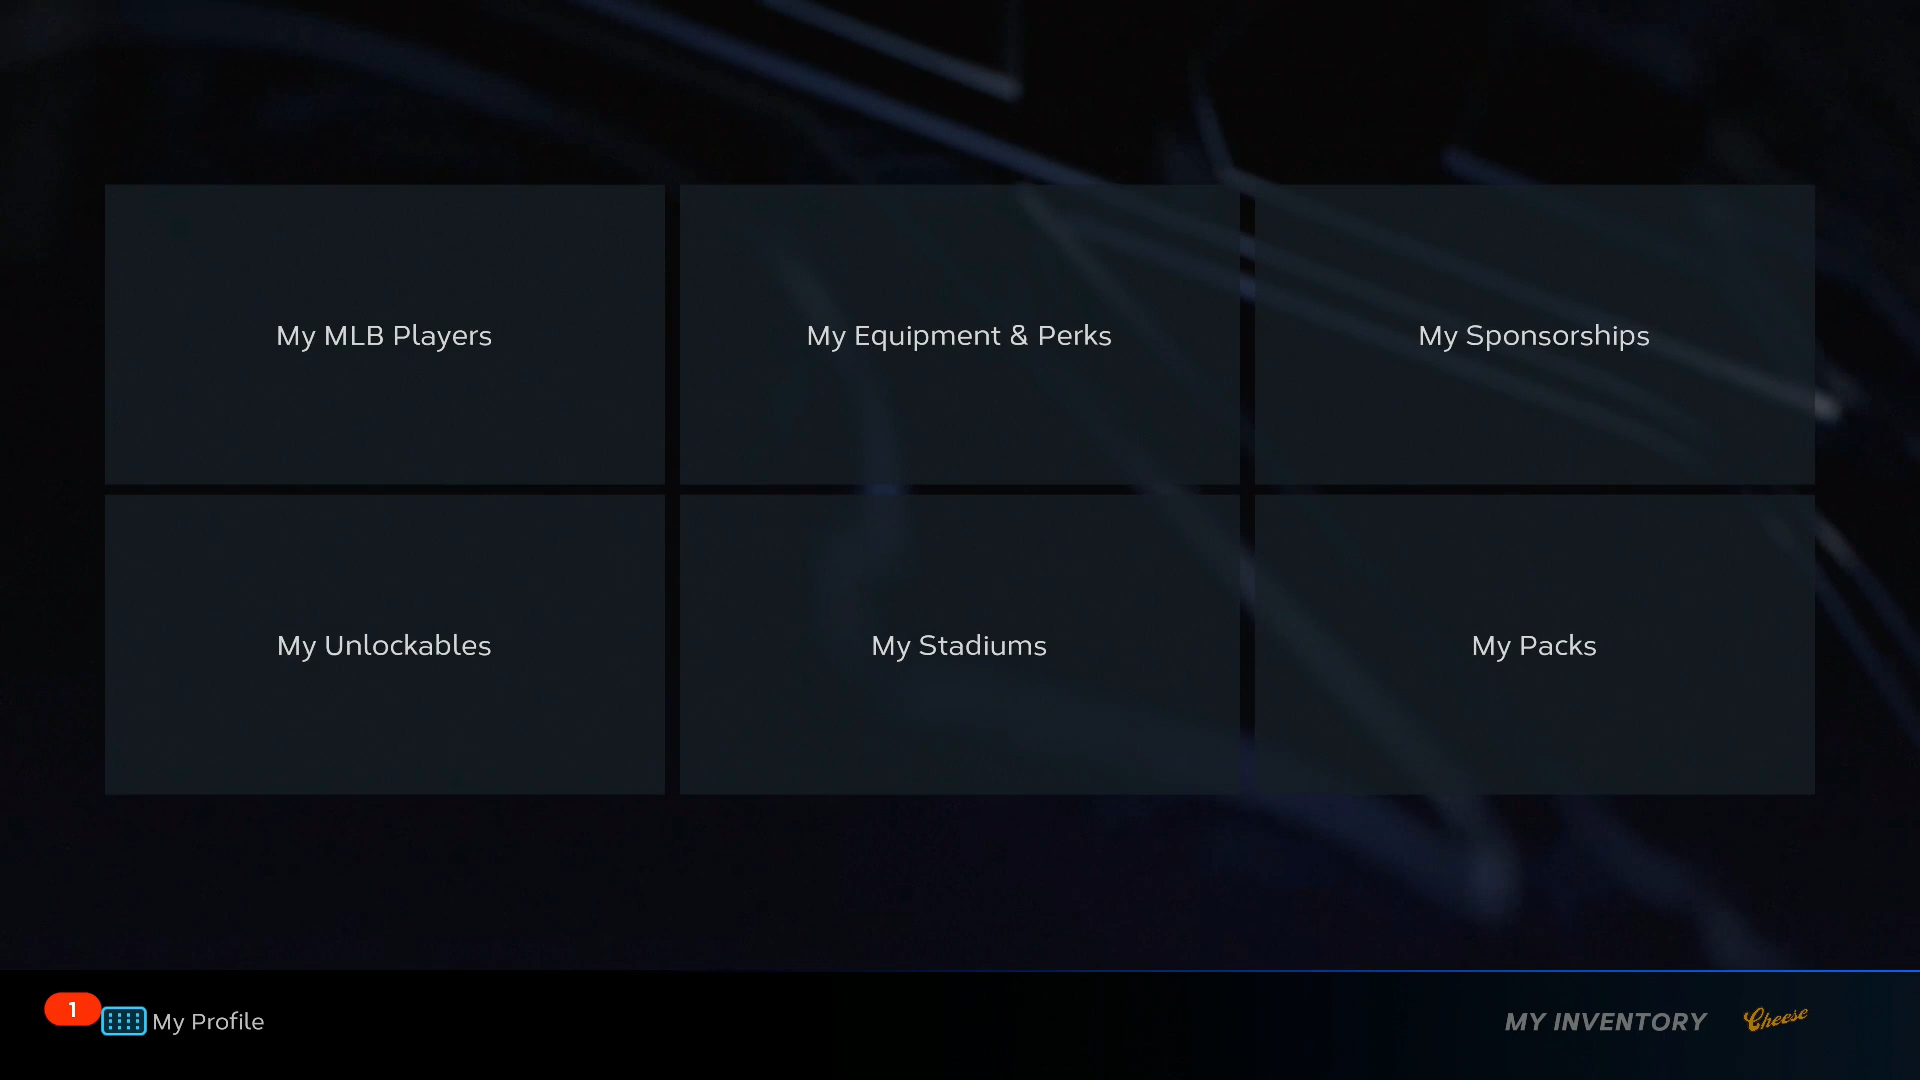 My MLB Players
My Equipment & Perks
My Sponsorships
My Unlockables
My Stadiums
My Packs
1
My Profile
MY INVENTORY
Cheese